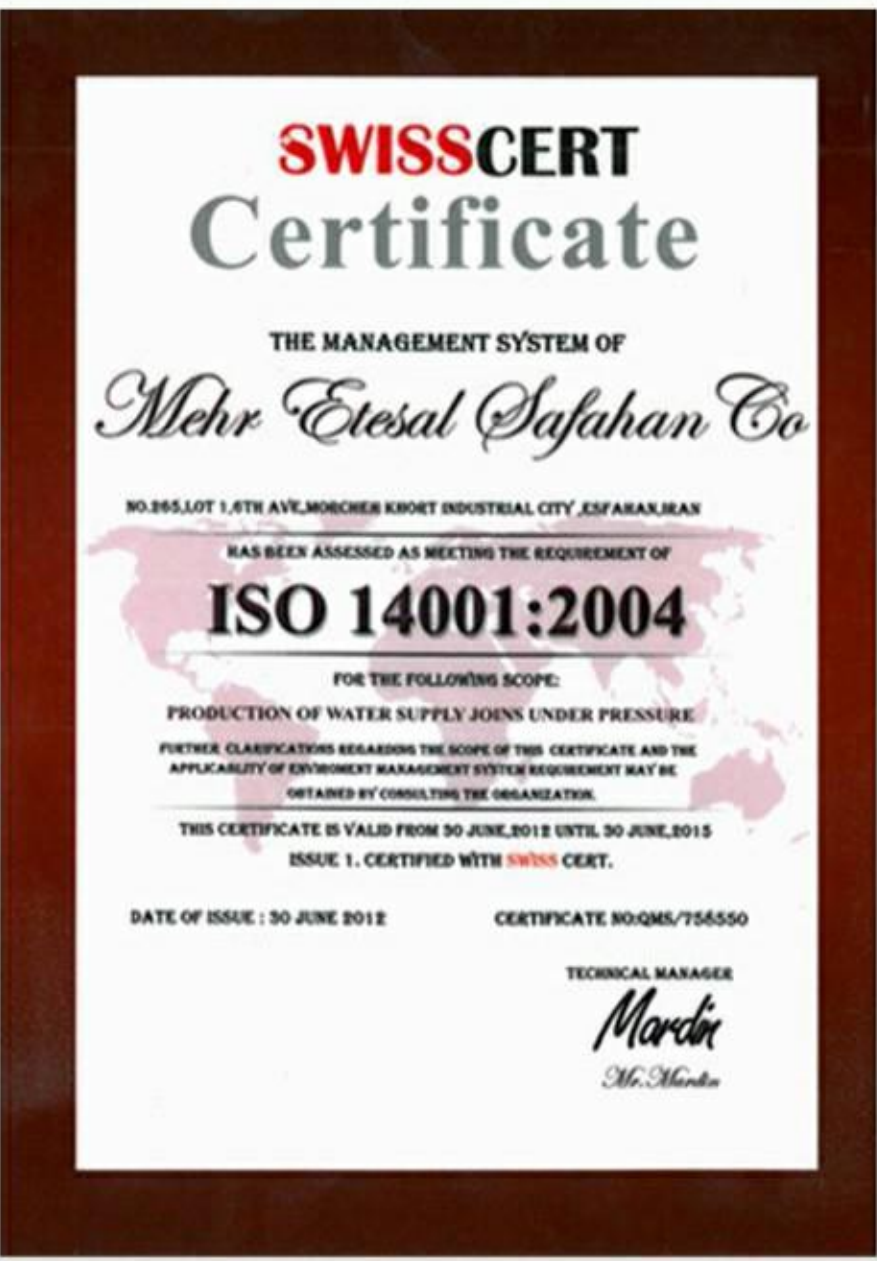 SWISSCERT
Certificate
THE MANAGEMENT SYSTEM OF
Mehr Etesal Safahan Co
NO.265,LOT 1,6TH AVE,MORCHEH KHORT INDUSTRIAL CITY ,ESFAHAN,IRAN
HAS BEEN ASSESSED AS MEETING THE REQUIREMENT OF
ISO 14001:2004
FOR THE FOLLOWING SCOPE:
PRODUCTION OF WATER SUPPLY JOINS UNDER PRESSURE
FURTHER CLARIFICATIONS REGARDING THE SCOPE OF THIS CERTIFICATE AND THE
APPLICABLITY OF ENVIROMENT MANAGEMENT SYSTEM REQUIREMENT MAY BE
OBTAINED BY CONSULTING THE ORGANIZATION.
THIS CERTIFICATE IS VALID FROM 30 JUNE,2012 UNTIL 30 JUNE,2015
ISSUE 1. CERTIFIED WITH SWISS CERT.
DATE OF ISSUE : 30 JUNE 2012 CERTIFICATE NO:QMS/756550
TECHNICAL MANAGER
Mardin
Mr.Mardin